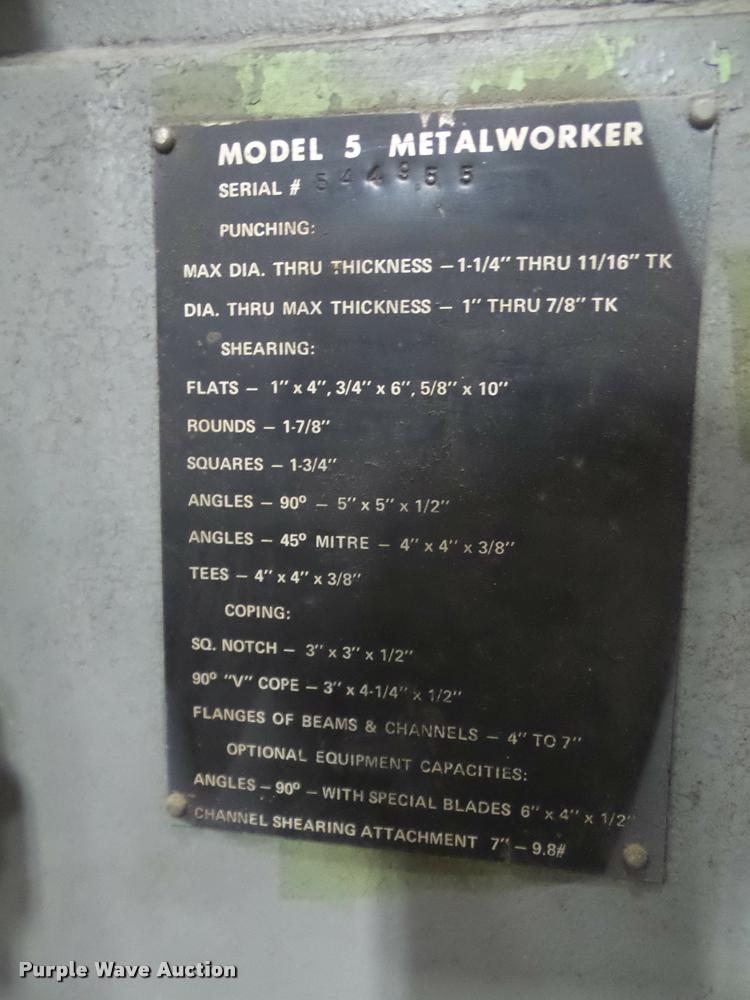 MODEL 5 METALWORKER
SERIAL # 544955
PUNCHING:
MAX DIA. THRU THICKNESS – 1-1/4" THRU 11/16" TK
DIA. THRU MAX THICKNESS – 1" THRU 7/8" TK
SHEARING:
FLATS – 1" x 4", 3/4" x 6", 5/8" x 10"
ROUNDS – 1-7/8"
SQUARES – 1-3/4"
ANGLES – 90º – 5" x 5" x 1/2"
ANGLES – 45º MITRE – 4" x 4" x 3/8"
TEES – 4" x 4" x 3/8"
COPING:
SQ. NOTCH – 3" x 3" x 1/2"
90º "V" COPE – 3" x 4-1/4" x 1/2"
FLANGES OF BEAMS & CHANNELS – 4" TO 7"
OPTIONAL EQUIPMENT CAPACITIES:
ANGLES – 90º – WITH SPECIAL BLADES 6" x 4" x 1/2"
CHANNEL SHEARING ATTACHMENT 7" – 9.8#
Purple Wave Auction